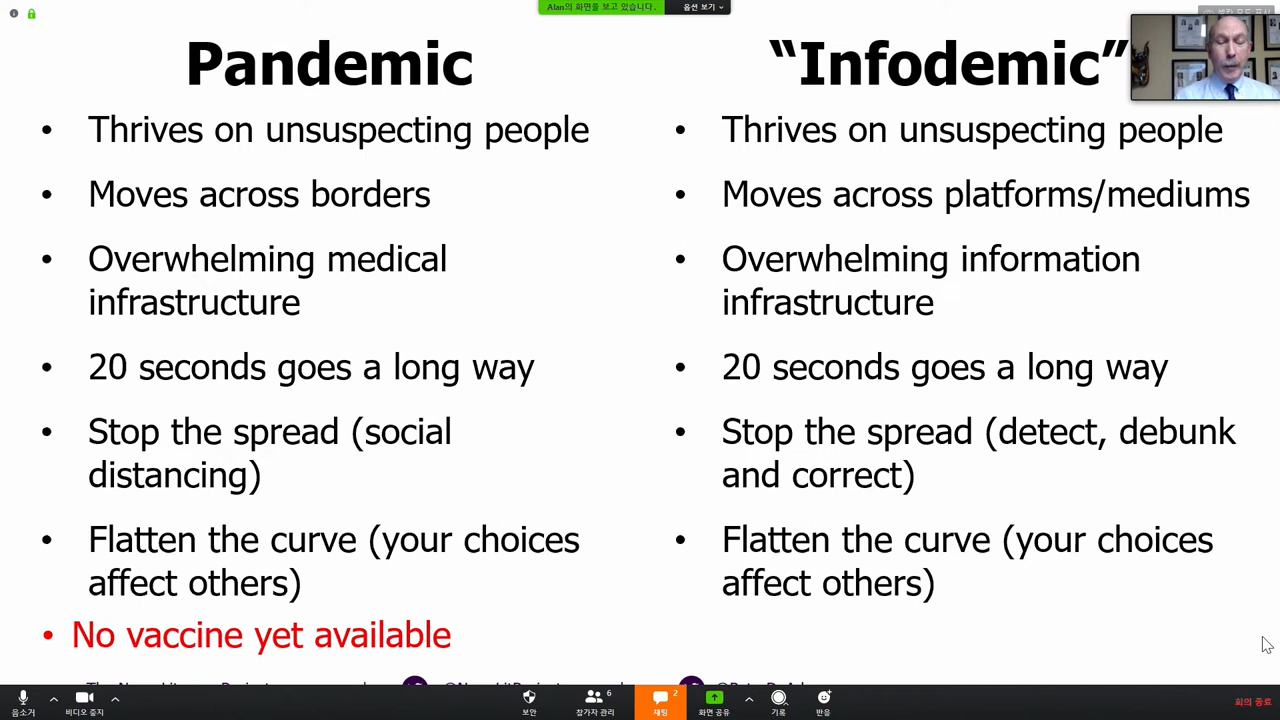 Alan의 화면을 보고 있습니다.
옵션 보기
Pandemic
“Infodemic”
• Thrives on unsuspecting people
• Moves across borders
• Overwhelming medical
infrastructure
• 20 seconds goes a long way
• Stop the spread (social
distancing)
• Flatten the curve (your choices
affect others)
• No vaccine yet available
• Thrives on unsuspecting people
• Moves across platforms/mediums
• Overwhelming information
infrastructure
• 20 seconds goes a long way
• Stop the spread (detect, debunk
and correct)
• Flatten the curve (your choices
affect others)
음소거
비디오 중지
보안
6
참가자 관리
2
채팅
화면 공유
기록
반응
회의 종료